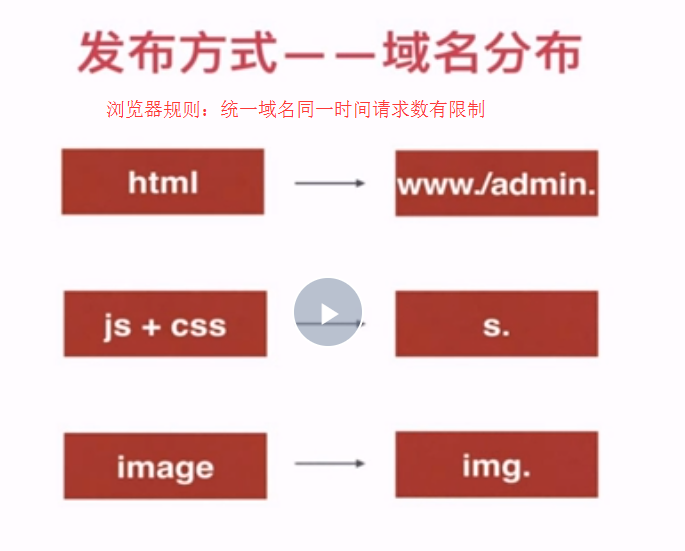 发布方式——域名分布
浏览器规则：统一域名同一时间请求数有限制
html
www./admin.
js + css
s.
image
img.